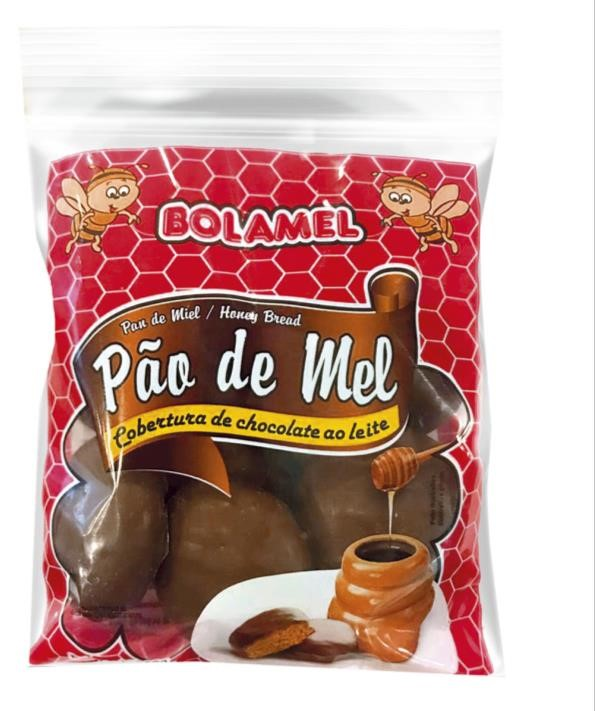 BOLAMEL
Pan de Miel / Honey Bread
Pão de Mel
Cobertura de chocolate ao leite